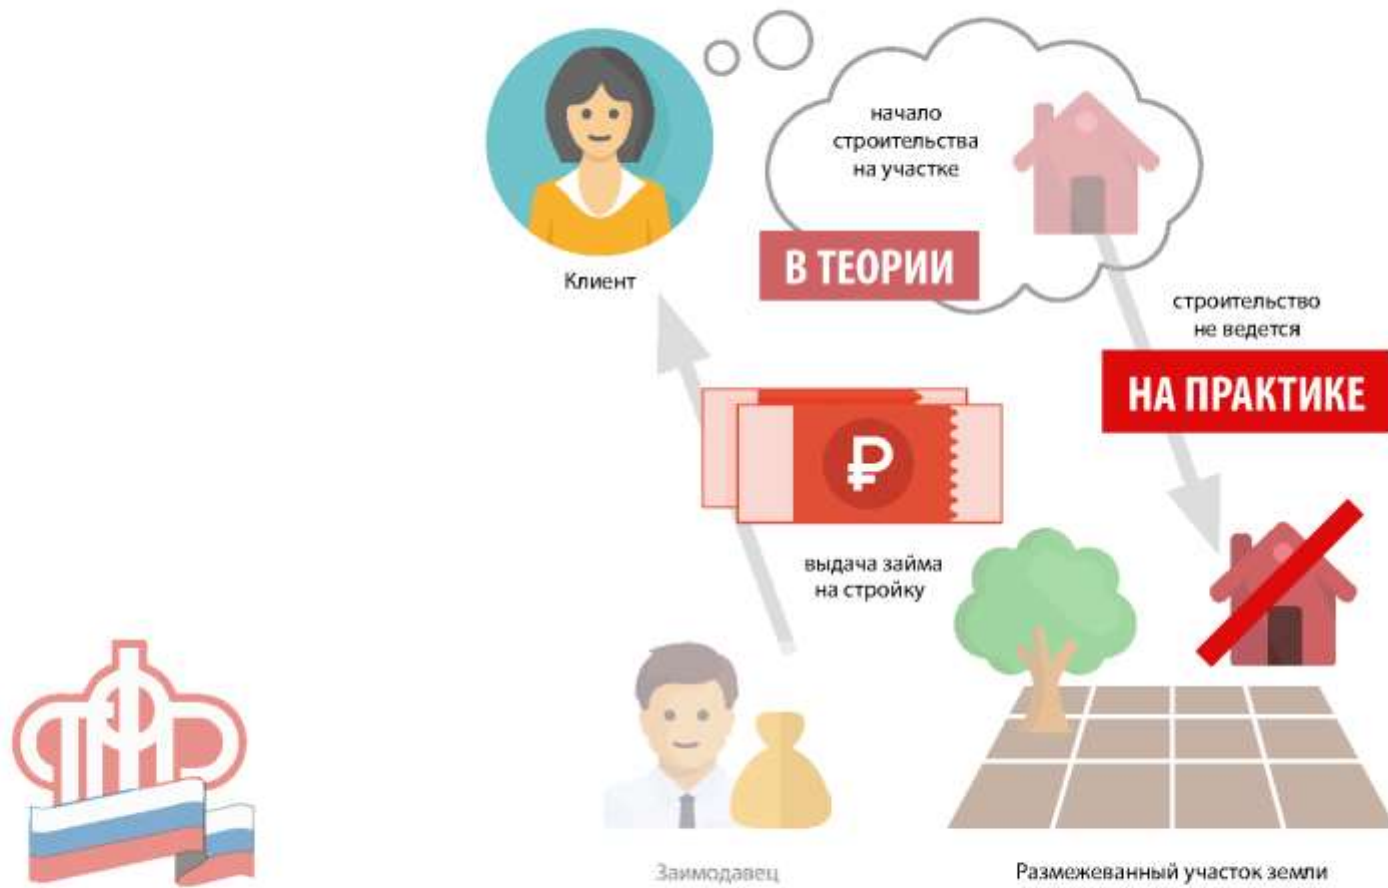 начало
строительства
на участке
В ТЕОРИИ
Клиент
строительство
не ведется
НА ПРАКТИКЕ
₽
выдача займа
на стройку
Заимодавец
Размежеванный участок земли